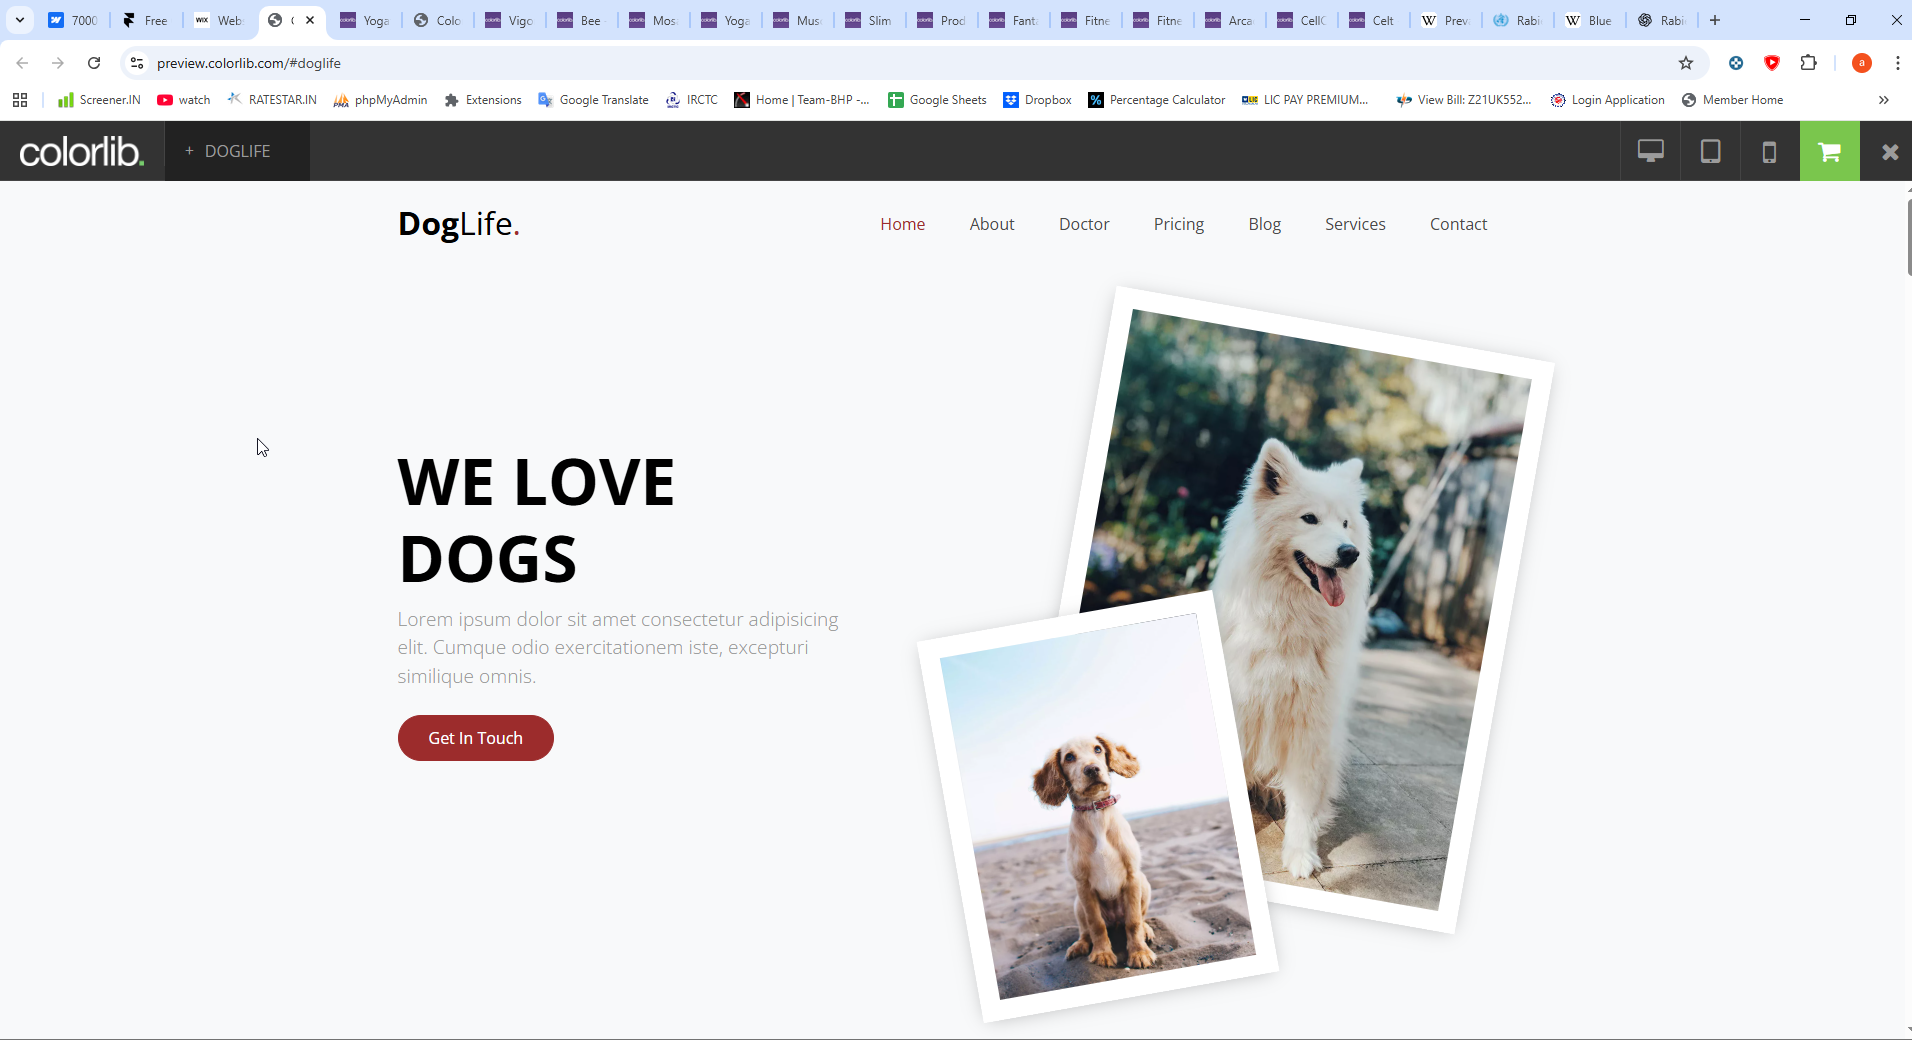 7000
Free
WIX Web
Yoga
Colo
Vigo
Bee
Mos
Yoga
Mus
Slim
Prod
Fant
Fitne
Fitne
Arca
Cell
Celt
Prev
Rabi
Blue
Rabi
preview.colorlib.com/#doglife
a
Screener.IN
watch
RATESTAR.IN
phpMyAdmin
Extensions
Google Translate
IRCTC
Home | Team-BHP -...
Google Sheets
Dropbox
Percentage Calculator
LIC PAY PREMIUM...
View Bill: Z21UK552...
Login Application
Member Home
colorlib.
+ DOGLIFE
DogLife.
Home
About
Doctor
Pricing
Blog
Services
Contact
WE LOVE
DOGS
Lorem ipsum dolor sit amet consectetur adipisicing
elit. Cumque odio exercitationem iste, excepturi
similique omnis.
Get In Touch